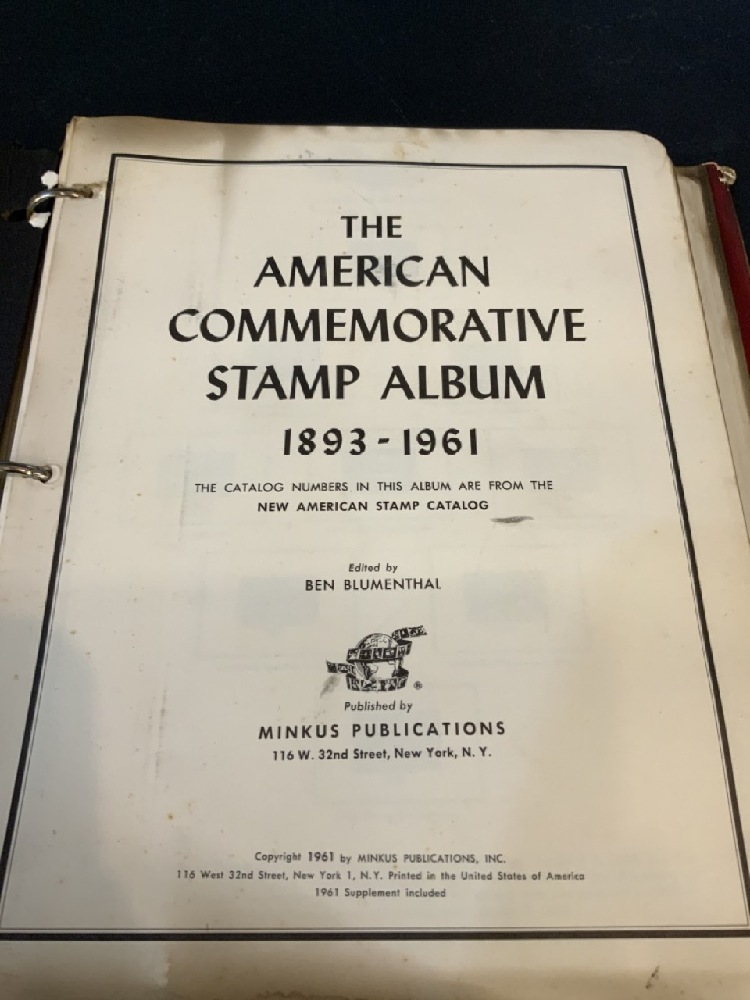 THE
AMERICAN
COMMEMORATIVE
STAMP ALBUM
1893 - 1961
THE CATALOG NUMBERS IN THIS ALBUM ARE FROM THE
NEW AMERICAN STAMP CATALOG
Edited by
BEN BLUMENTHAL
®
Published by
MINKUS PUBLICATIONS
116 W. 32nd Street, New York, N. Y.
Copyright 1961 by MINKUS PUBLICATIONS, INC.
116 West 32nd Street, New York 1, N.Y. Printed in the United States of America
1961 Supplement included